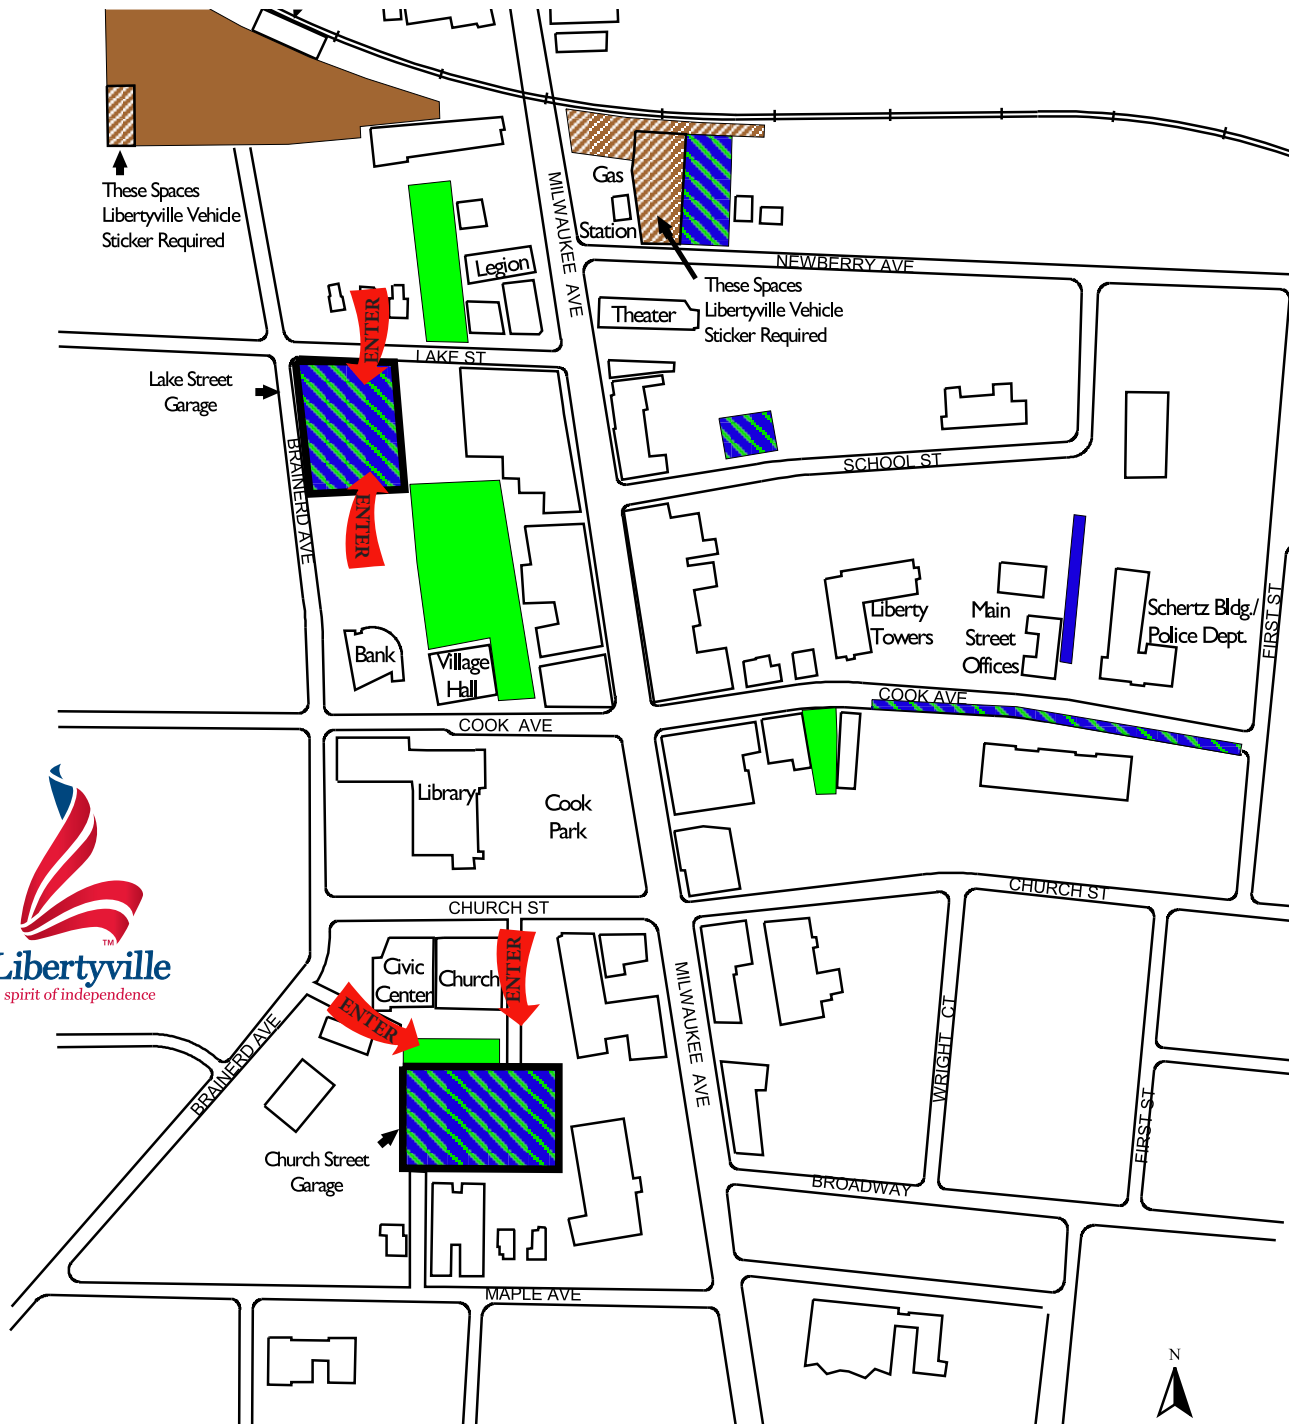 These Spaces
Libertyville Vehicle
Sticker Required
MILWAUKEE AVE
Gas
Station
NEWBERRY AVE
Legion
These Spaces
Libertyville Vehicle
Sticker Required
Theater
ENTER
LAKE ST
Lake Street
Garage
BRAINERD AVE
SCHOOL ST
ENTER
Liberty
Towers
Main
Street
Offices
Schertz Bldg./
Police Dept.
FIRST ST
Bank
Village
Hall
COOK AVE
COOK AVE
Library
Cook
Park
CHURCH ST
CHURCH ST
TM
Libertyville
spirit of independence
Civic
Center
Church
ENTER
ENTER
MILWAUKEE AVE
WRIGHT CT
BRAINERD AVE
FIRST ST
Church Street
Garage
BROADWAY
MAPLE AVE
N